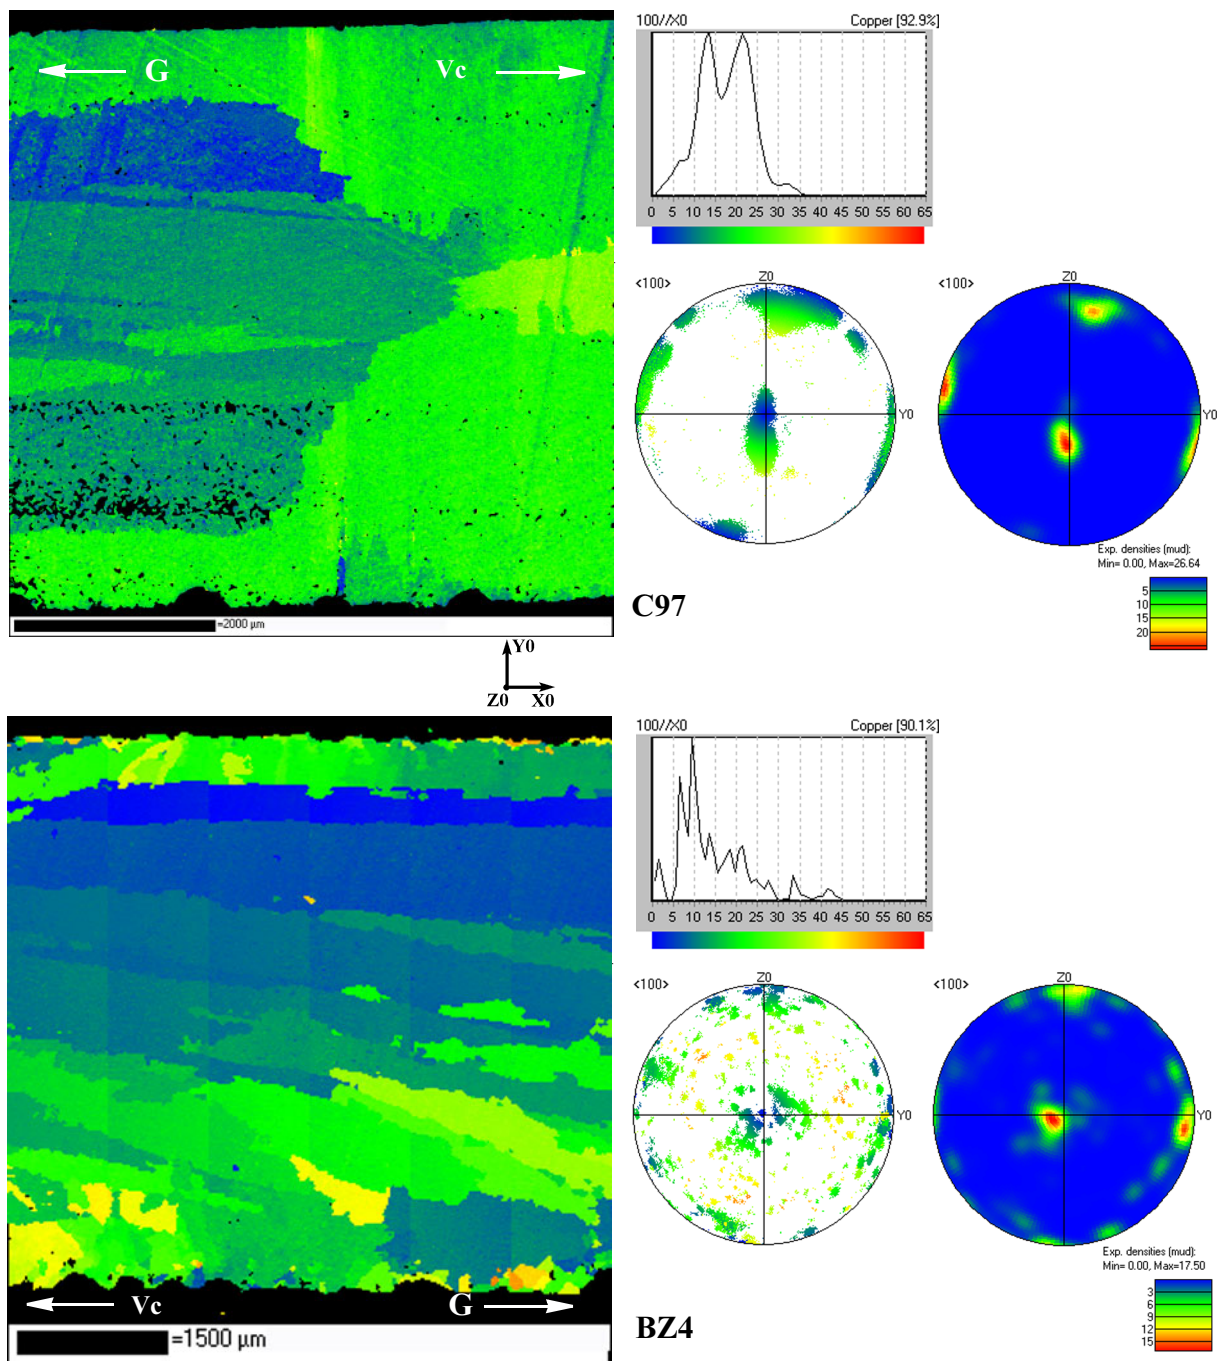 G
Vc
=2000 µm
100//X0
Copper [92.9%]
0 5 10 15 20 25 30 35 40 45 50 55 60 65
<100>
Z0
Y0
<100>
Z0
Y0
Exp. densities (mud):
Min= 0.00, Max=26.64
5
10
15
20
C97
Y0
Z0
X0
Vc
G
=1500 µm
100//X0
Copper [90.1%]
0 5 10 15 20 25 30 35 40 45 50 55 60 65
<100>
Z0
Y0
<100>
Z0
Y0
Exp. densities (mud):
Min= 0.00, Max=17.50
3
6
9
12
15
BZ4